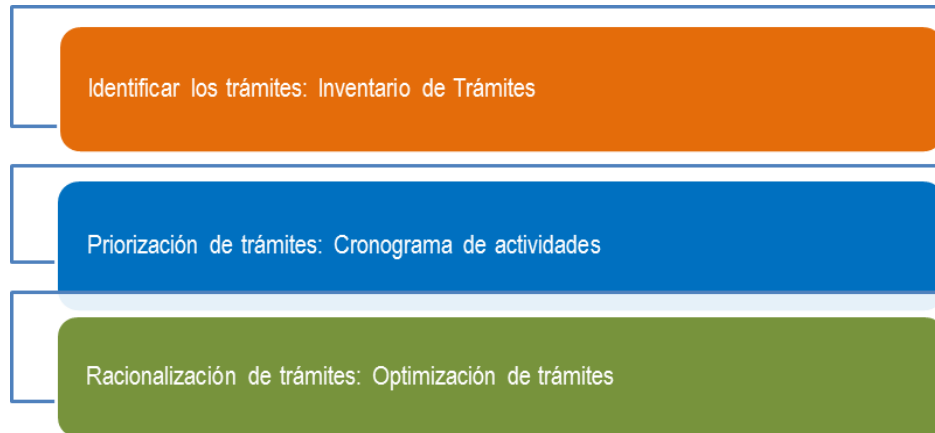 Identificar los trámites: Inventario de Trámites
Priorización de trámites: Cronograma de actividades
Racionalización de trámites: Optimización de trámites